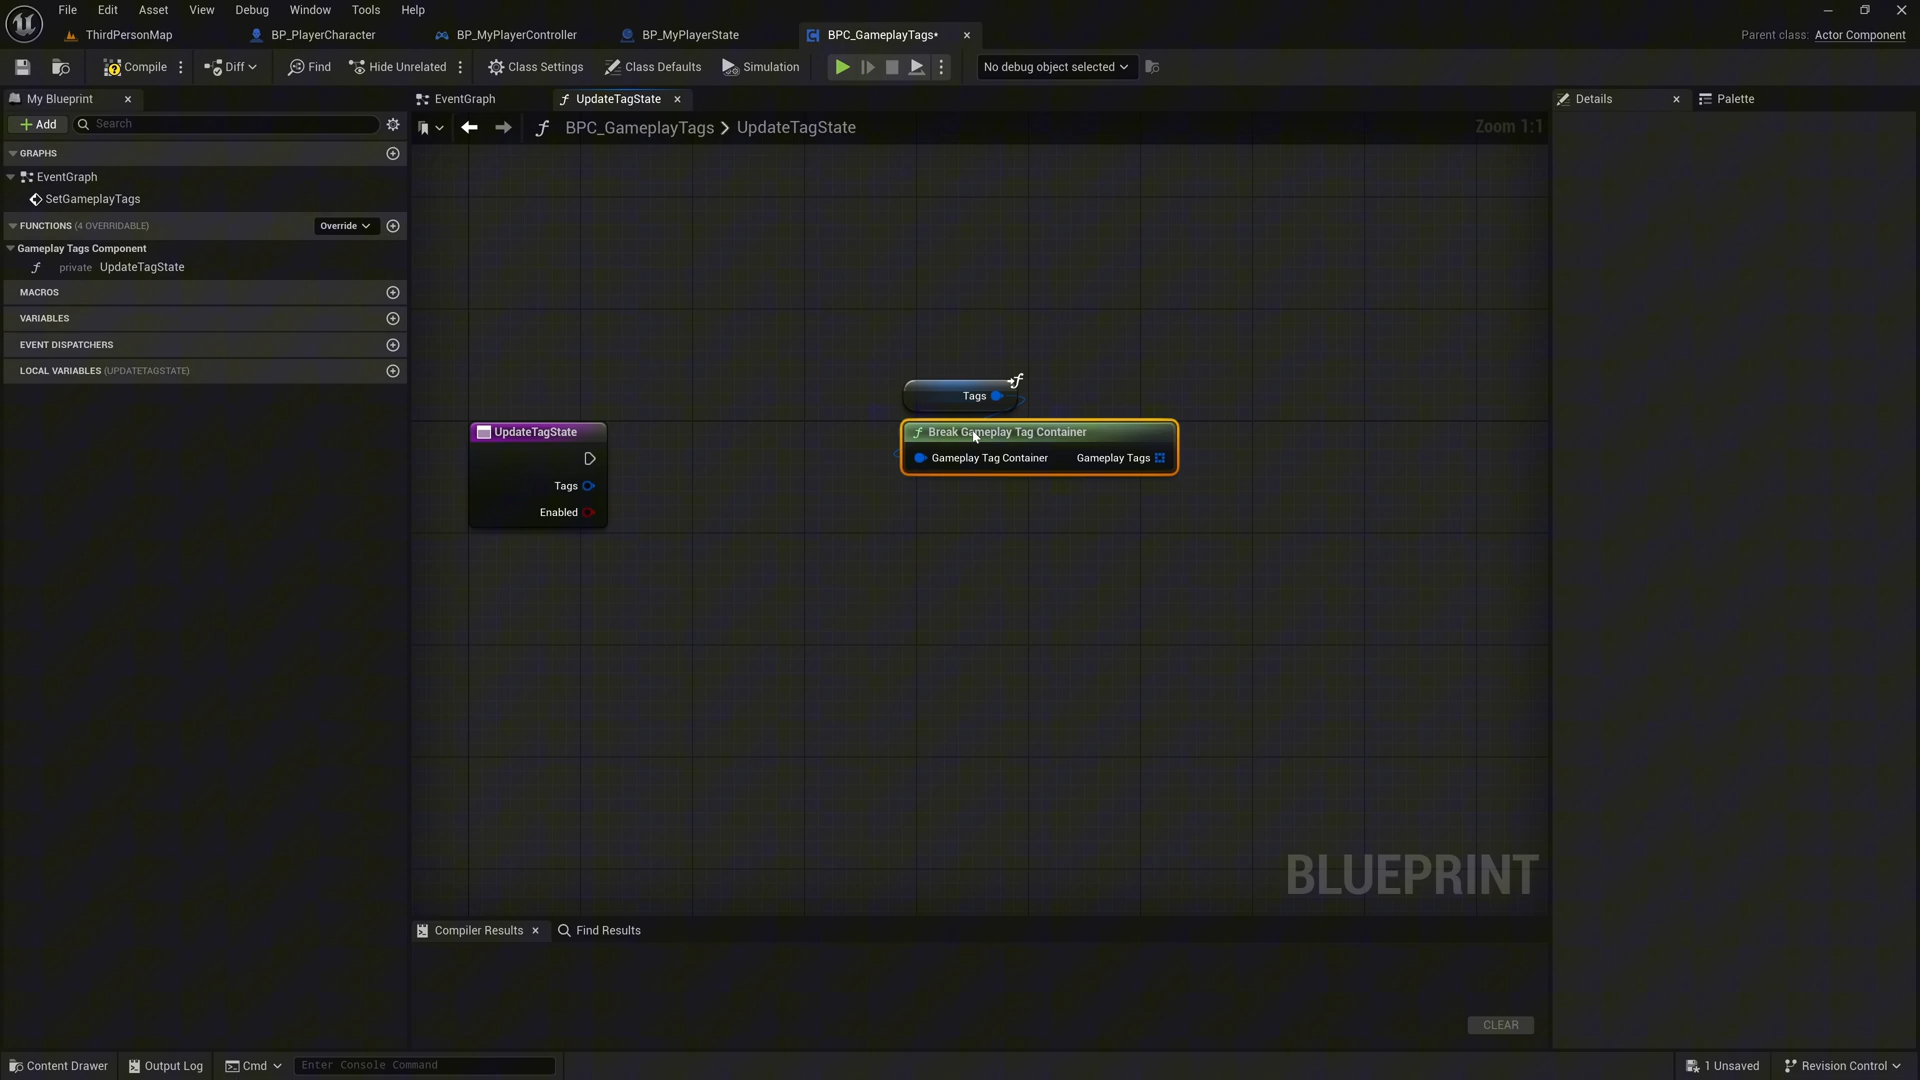 File Edit Asset View Debug Window Tools Help
ThirdPersonMap BP_PlayerCharacter BP_MyPlayerController BP_MyPlayerState BPC_GameplayTags* Parent class: Actor Component
Compile Diff Find Hide Unrelated Class Settings Class Defaults Simulation No debug object selected
My Blueprint EventGraph UpdateTagState Details Palette
Add Search BPC_GameplayTags > UpdateTagState Zoom 1:1
GRAPHS
EventGraph
SetGameplayTags
FUNCTIONS (4 OVERRIDABLE) Override
Gameplay Tags Component
private UpdateTagState
MACROS
VARIABLES
EVENT DISPATCHERS
LOCAL VARIABLES (UPDATETAGSTATE)
Tags
UpdateTagState Break Gameplay Tag Container
Gameplay Tag Container Gameplay Tags
Tags
Enabled
BLUEPRINT
Compiler Results Find Results
CLEAR
Content Drawer Output Log Cmd Enter Console Command 1 Unsaved Revision Control